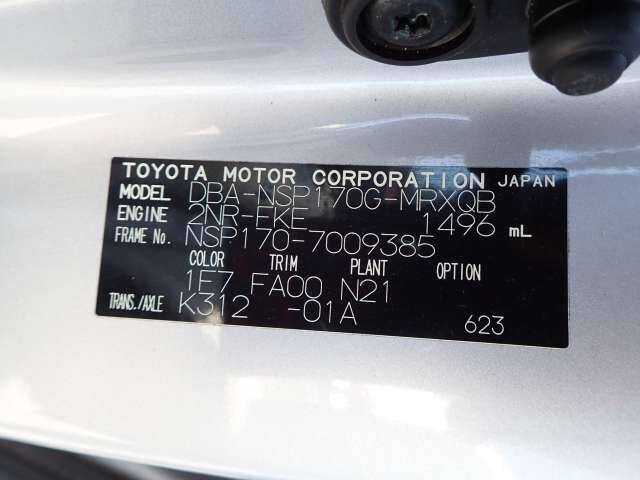 TOYOTA MOTOR CORPORATION JAPAN
MODEL DBA-NSP170G-MRXQB
ENGINE 2NR-FKE 1496 mL
FRAME No. NSP170-7009385
COLOR TRIM PLANT OPTION
1E7 FA00 N21
TRANS./AXLE K312 -01A
623